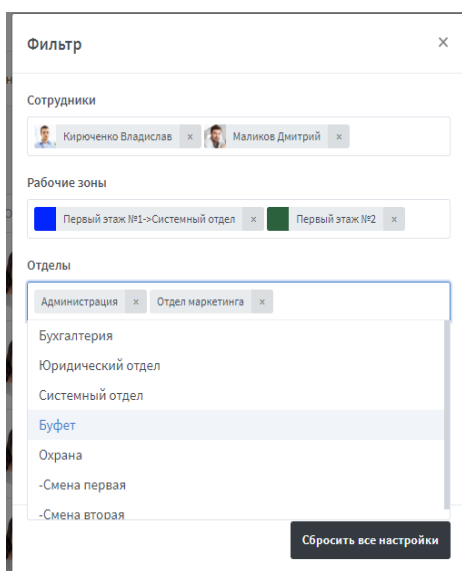 Фильтр
×
Сотрудники
Кирюченко Владислав × Маликов Дмитрий ×
Рабочие зоны
Первый этаж №1->Системный отдел × Первый этаж №2 ×
Отделы
Администрация × Отдел маркетинга ×
Бухгалтерия
Юридический отдел
Системный отдел
Буфет
Охрана
-Смена первая
-Смена вторая
Сбросить все настройки